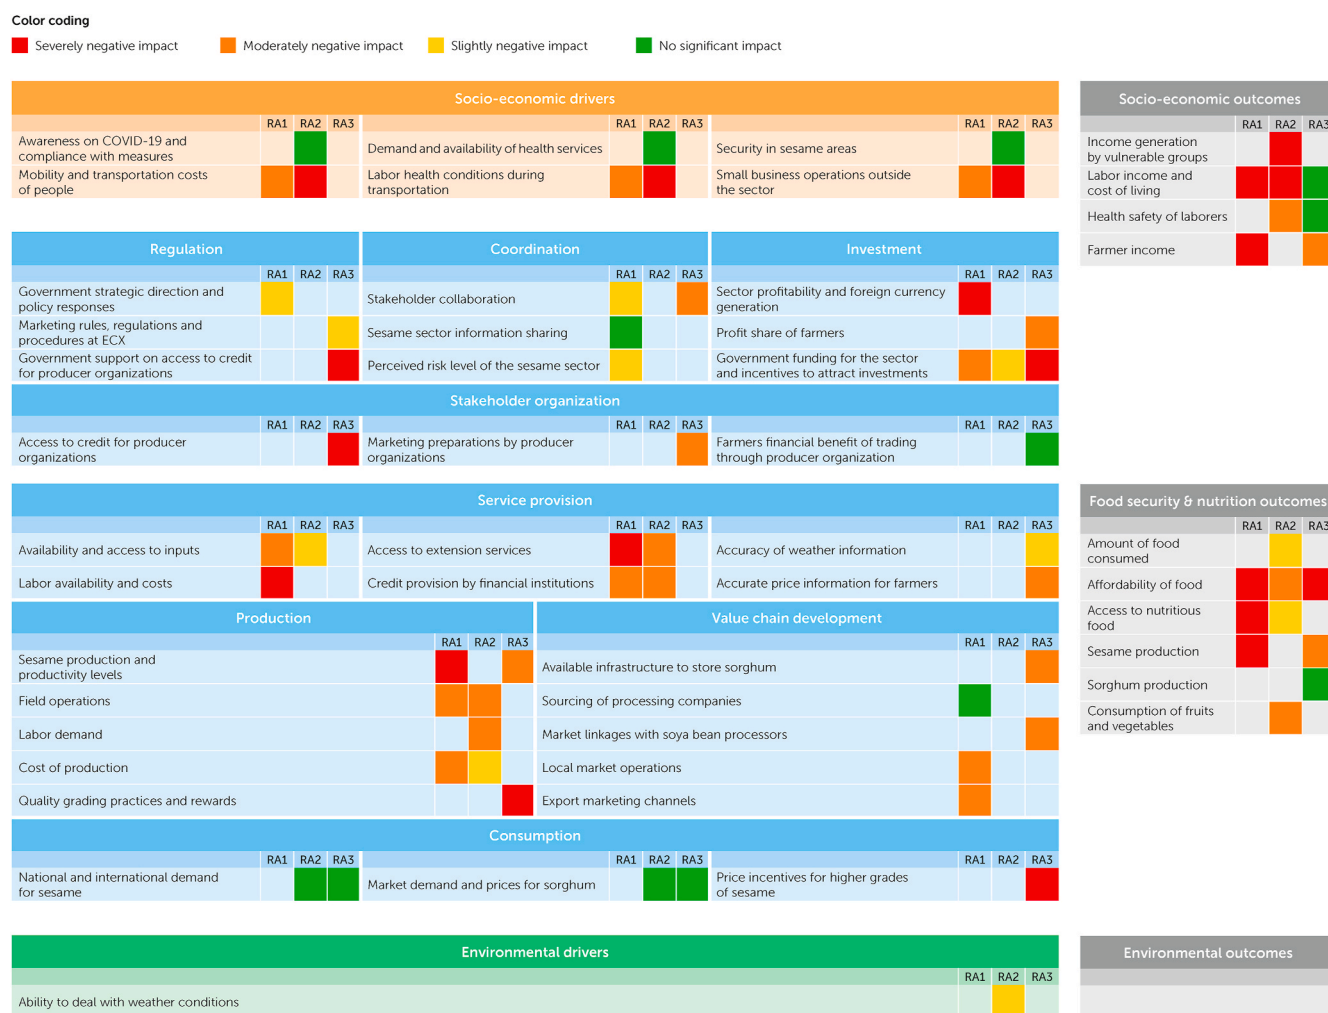 Color coding
Severely negative impact Moderately negative impact Slightly negative impact No significant impact
Socio-economic drivers
RA1 RA2 RA3 RA1 RA2 RA3 RA1 RA2 RA3
Awareness on COVID-19 and
compliance with measures
Demand and availability of health services
Security in sesame areas
Mobility and transportation costs
of people
Labor health conditions during
transportation
Small business operations outside
the sector
Socio-economic outcomes
RA1 RA2 RA3
Income generation
by vulnerable groups
Labor income and
cost of living
Health safety of laborers
Farmer income
Regulation
RA1 RA2 RA3
Government strategic direction and
policy responses
Marketing rules, regulations and
procedures at ECX
Government support on access to credit
for producer organizations
Coordination
RA1 RA2 RA3
Stakeholder collaboration
Sesame sector information sharing
Perceived risk level of the sesame sector
Investment
RA1 RA2 RA3
Sector profitability and foreign currency
generation
Profit share of farmers
Government funding for the sector
and incentives to attract investments
Stakeholder organization
RA1 RA2 RA3 RA1 RA2 RA3 RA1 RA2 RA3
Access to credit for producer
organizations
Marketing preparations by producer
organizations
Farmers financial benefit of trading
through producer organization
Service provision
RA1 RA2 RA3 RA1 RA2 RA3 RA1 RA2 RA3
Availability and access to inputs
Access to extension services
Accuracy of weather information
Labor availability and costs
Credit provision by financial institutions
Accurate price information for farmers
Food security & nutrition outcomes
RA1 RA2 RA3
Amount of food
consumed
Affordability of food
Access to nutritious
food
Sesame production
Sorghum production
Consumption of fruits
and vegetables
Production
RA1 RA2 RA3
Sesame production and
productivity levels
Field operations
Labor demand
Cost of production
Quality grading practices and rewards
Value chain development
RA1 RA2 RA3
Available infrastructure to store sorghum
Sourcing of processing companies
Market linkages with soya bean processors
Local market operations
Export marketing channels
Consumption
RA1 RA2 RA3 RA1 RA2 RA3 RA1 RA2 RA3
National and international demand
for sesame
Market demand and prices for sorghum
Price incentives for higher grades
of sesame
Environmental drivers
RA1 RA2 RA3
Ability to deal with weather conditions
Environmental outcomes